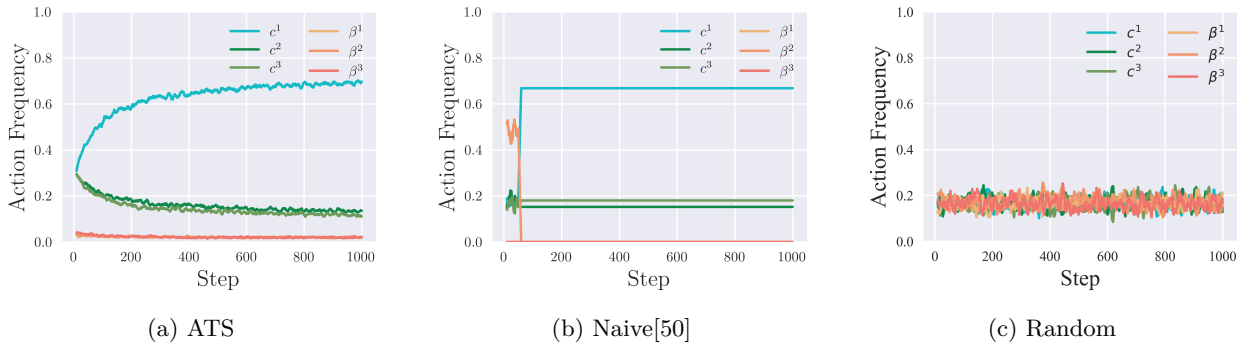 1.0
0.8
0.6
0.4
0.2
0.0
Action Frequency
c¹ β¹
c² β²
c³ β³
0 200 400 600 800 1000
Step
(a) ATS
1.0
0.8
0.6
0.4
0.2
0.0
Action Frequency
c¹ β¹
c² β²
c³ β³
0 200 400 600 800 1000
Step
(b) Naive[50]
1.0
0.8
0.6
0.4
0.2
0.0
Action Frequency
c¹ β¹
c² β²
c³ β³
0 200 400 600 800 1000
Step
(c) Random